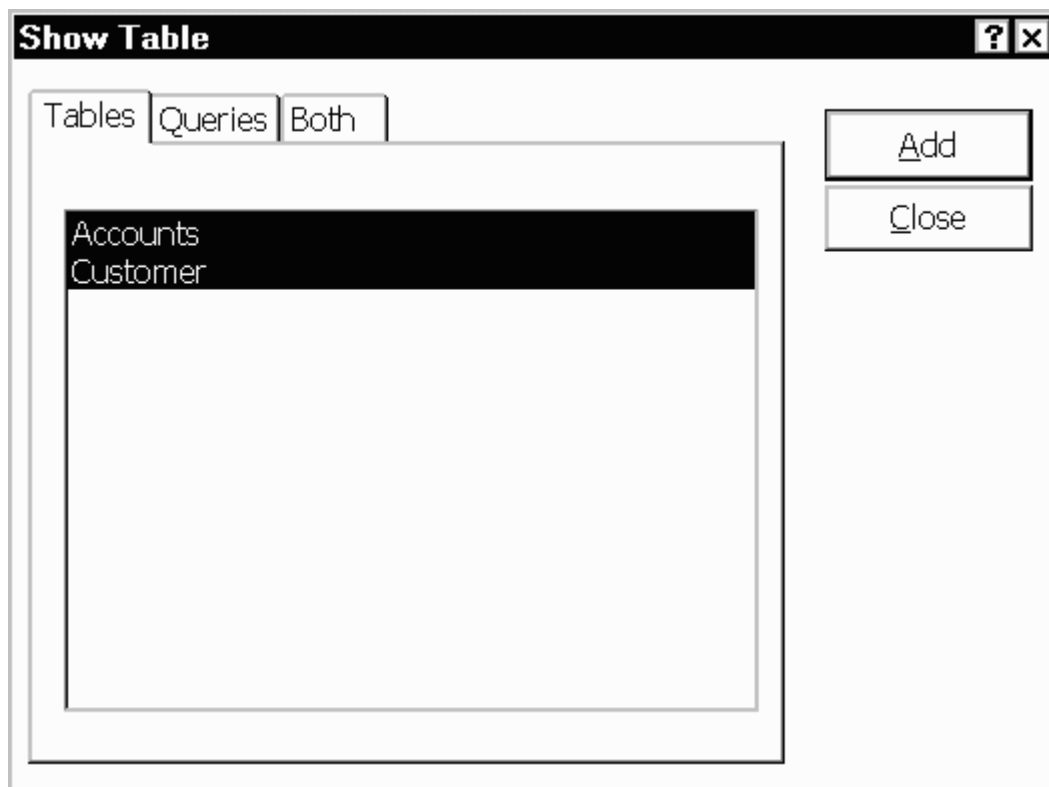 Show Table ? ×
Tables Queries Both
Add
Close
Accounts
Customer